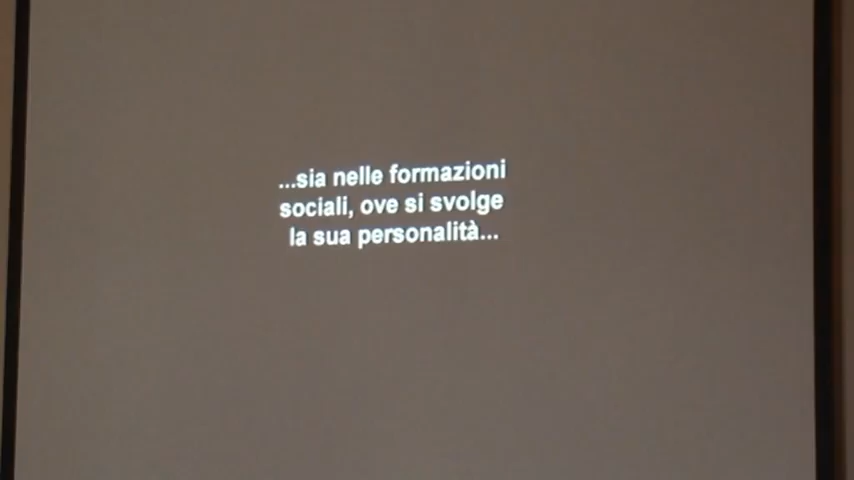 ...sia nelle formazioni
sociali, ove si svolge
la sua personalità...